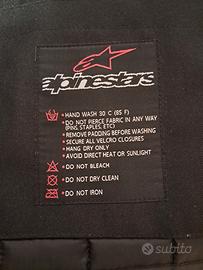 alpinestars
• HAND WASH 30 C (85 F)
• DO NOT PIERCE FABRIC IN ANY WAY
(PINS, STAPLES, ETC)
• REMOVE PADDING BEFORE WASHING
• SECURE ALL VELCRO CLOSURES
• HANG DRY ONLY
• AVOID DIRECT HEAT OR SUNLIGHT
• DO NOT BLEACH
• DO NOT DRY CLEAN
• DO NOT IRON
subito